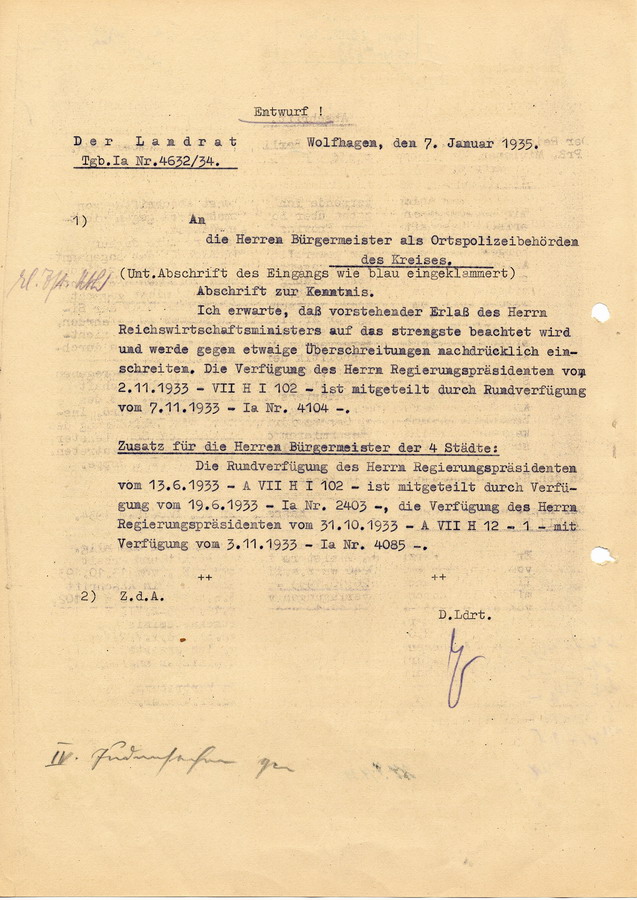 Entwurf !
Der Landrat Wolfhagen, den 7. Januar 1935.
Tgb.Ia Nr.4632/34.
1) An
die Herren Bürgermeister als Ortspolizeibehörden
des Kreises.
(Unt.Abschrift des Eingangs wie blau eingeklammert)
Abschrift zur Kenntnis.
Ich erwarte, daß vorstehender Erlaß des Herrn
Reichswirtschaftsministers auf das strengste beachtet wird
und werde gegen etwaige Überschreitungen nachdrücklich ein-
schreiten. Die Verfügung des Herrn Regierungspräsidenten vom
2.11.1933 - VII H I 102 - ist mitgeteilt durch Rundverfügung
vom 7.11.1933 - Ia Nr. 4104 -.
Zusatz für die Herren Bürgermeister der 4 Städte:
Die Rundverfügung des Herrn Regierungspräsidenten
vom 13.6.1933 - A VII H I 102 - ist mitgeteilt durch Verfü-
gung vom 19.6.1933 - Ia Nr. 2403 -, die Verfügung des Herrn
Regierungspräsidenten vom 31.10.1933 - A VII H 12 - 1 - mit
Verfügung vom 3.11.1933 - Ia Nr. 4085 -.
++ ++
2) Z.d.A.
D.Ldrt.
IV. Judensachen